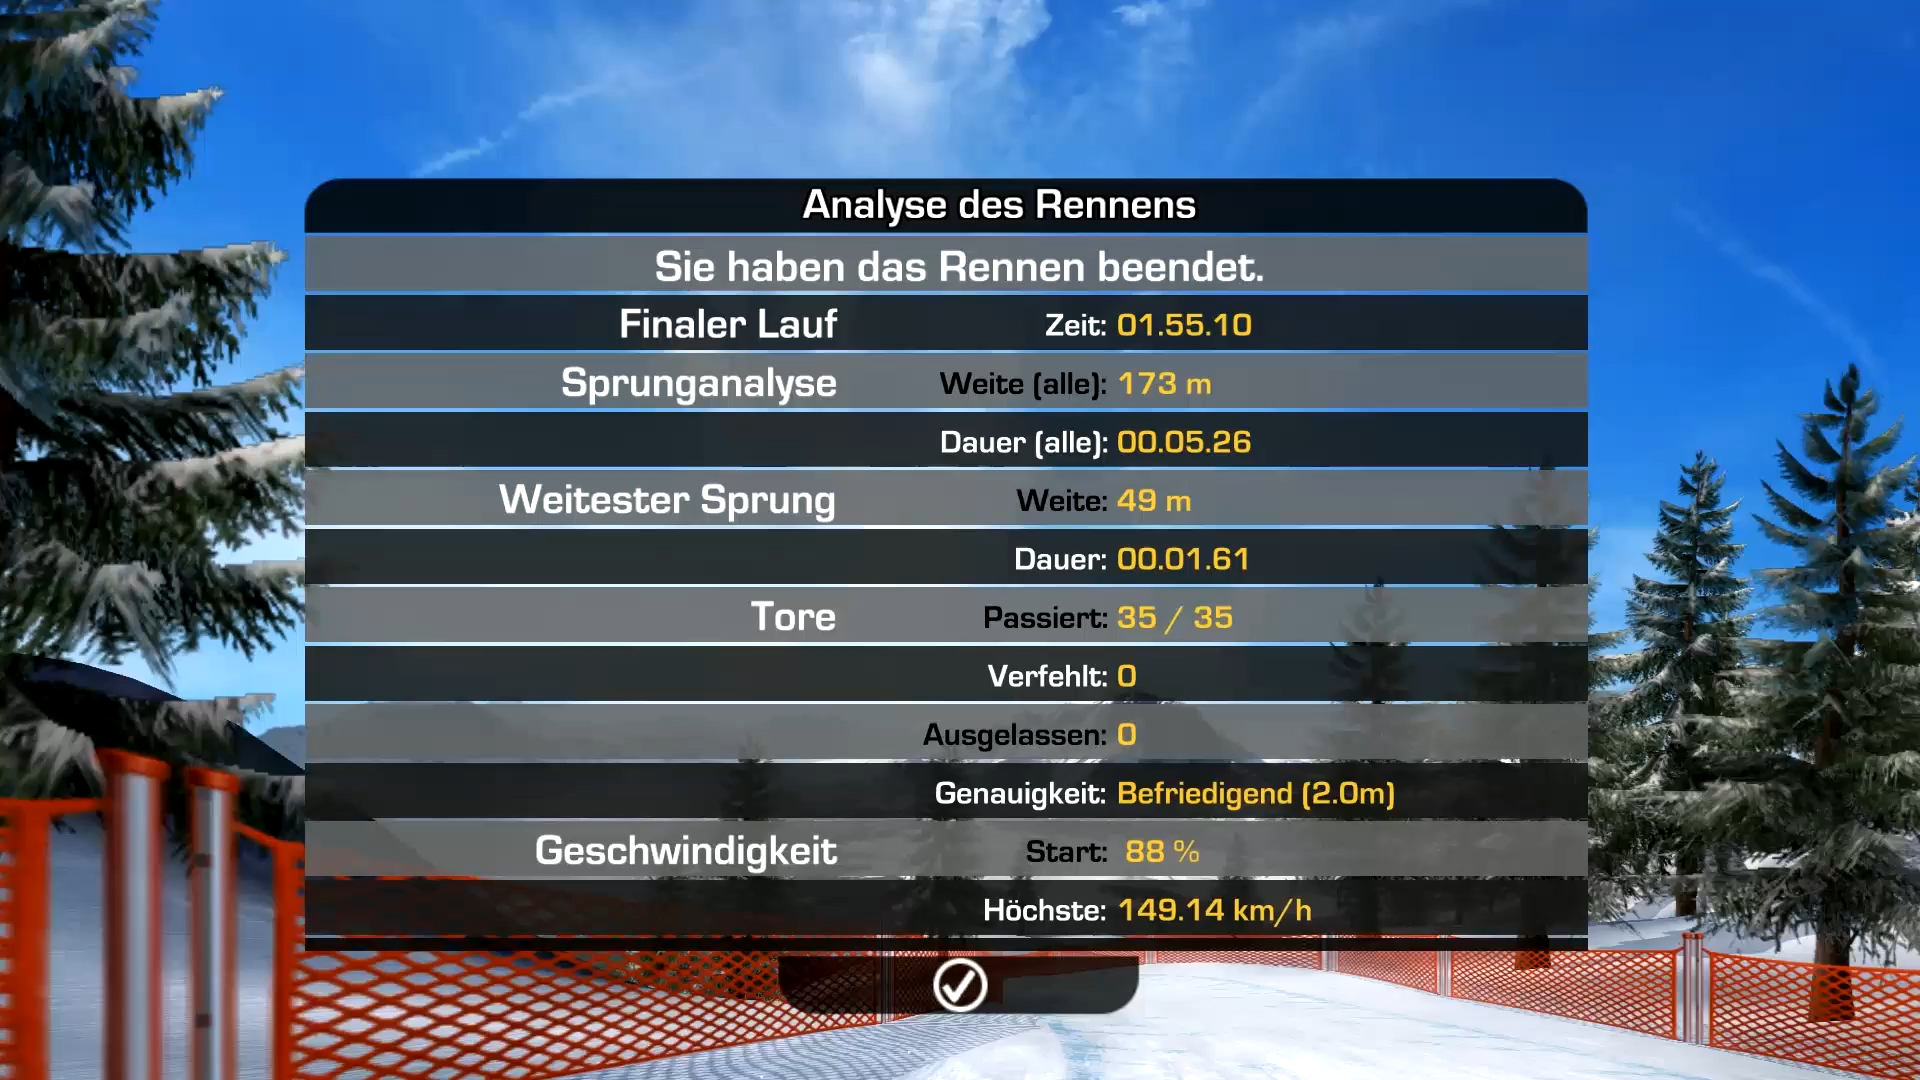 Analyse des Rennens
Sie haben das Rennen beendet.
Finaler Lauf Zeit: 01.55.10
Sprunganalyse Weite (alle): 173 m
Dauer (alle): 00.05.26
Weitester Sprung Weite: 49 m
Dauer: 00.01.61
Tore Passiert: 35 / 35
Verfehlt: 0
Ausgelassen: 0
Genauigkeit: Befriedigend (2.0m)
Geschwindigkeit Start: 88 %
Höchste: 149.14 km/h